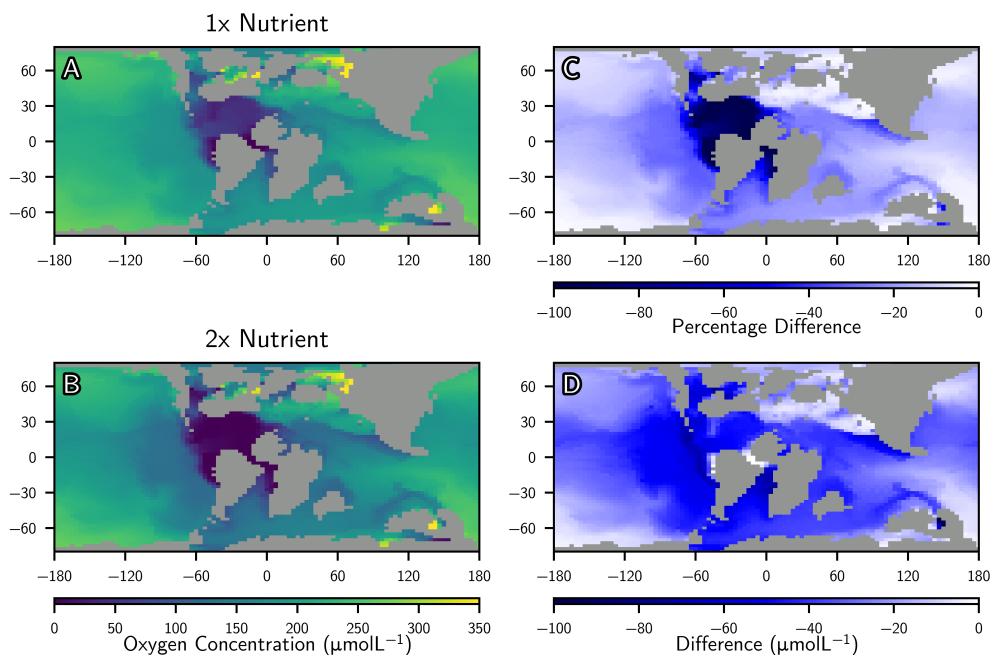 1x Nutrient
A
60
30
0
−30
−60
−180 −120 −60 0 60 120 180
C
60
30
0
−30
−60
−180 −120 −60 0 60 120 180
−100 −80 −60 −40 −20 0
Percentage Difference
2x Nutrient
B
60
30
0
−30
−60
−180 −120 −60 0 60 120 180
0 50 100 150 200 250 300 350
Oxygen Concentration (μmolL⁻¹)
D
60
30
0
−30
−60
−180 −120 −60 0 60 120 180
−100 −80 −60 −40 −20 0
Difference (μmolL⁻¹)